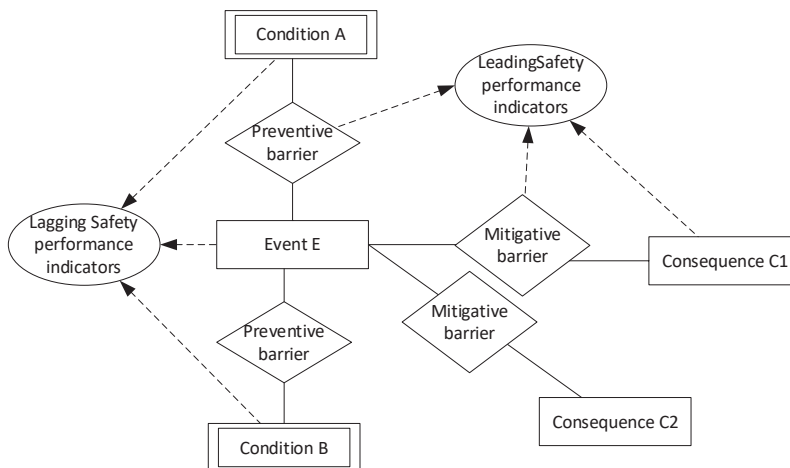 Condition A
LeadingSafety
performance
indicators
Preventive
barrier
Lagging Safety
performance
indicators
Event E
Mitigative
barrier
Consequence C1
Mitigative
barrier
Preventive
barrier
Consequence C2
Condition B